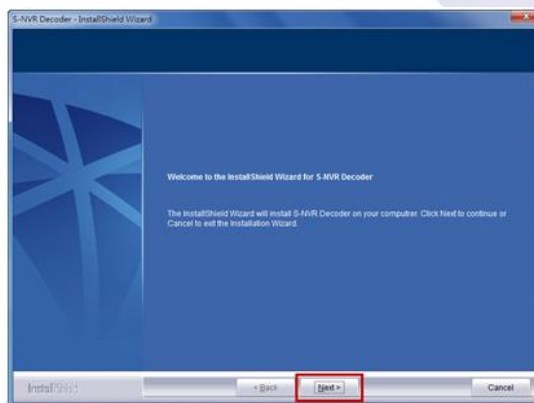 S-NVR Decoder - InstallShield Wizard
Welcome to the InstallShield Wizard for S-NVR Decoder
The InstallShield Wizard will install S-NVR Decoder on your computrer. Click Next to continue or
Cancel to exit the Installation Wizard.
InstallShield
< Back
Next >
Cancel